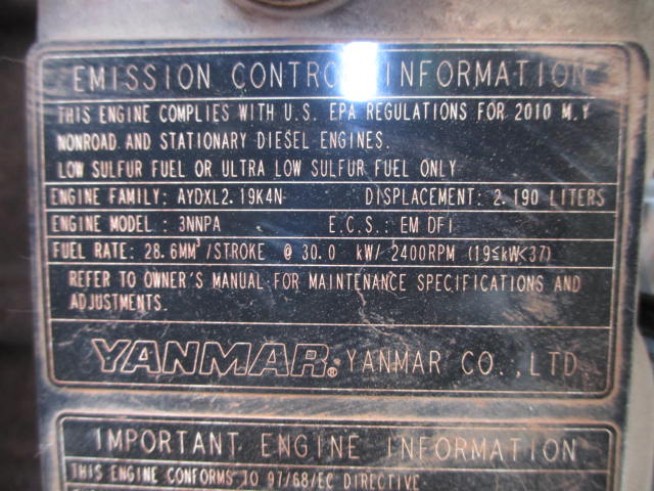 EMISSION CONTROL INFORMATION
THIS ENGINE COMPLIES WITH U.S. EPA REGULATIONS FOR 2010 M.Y
NONROAD AND STATIONARY DIESEL ENGINES.
LOW SULFUR FUEL OR ULTRA LOW SULFUR FUEL ONLY
ENGINE FAMILY: AYDXL2.19K4N DISPLACEMENT: 2.190 LITERS
ENGINE MODEL : 3NNPA E.C.S.: EM DFI
FUEL RATE: 28.6MM³/STROKE @ 30.0 kW/ 2400RPM (19≤kW<37)
REFER TO OWNER'S MANUAL FOR MAINTENANCE SPECIFICATIONS AND
ADJUSTMENTS.
YANMAR® YANMAR CO.,LTD.
IMPORTANT ENGINE INFORMATION
THIS ENGINE CONFORMS TO 97/68/EC DIRECTIVE